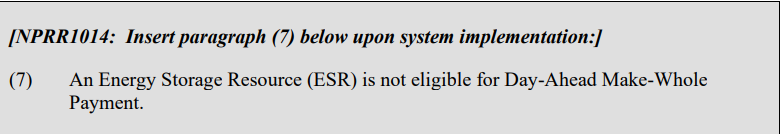 [NPRR1014: Insert paragraph (7) below upon system implementation:]
(7) An Energy Storage Resource (ESR) is not eligible for Day-Ahead Make-Whole
Payment.